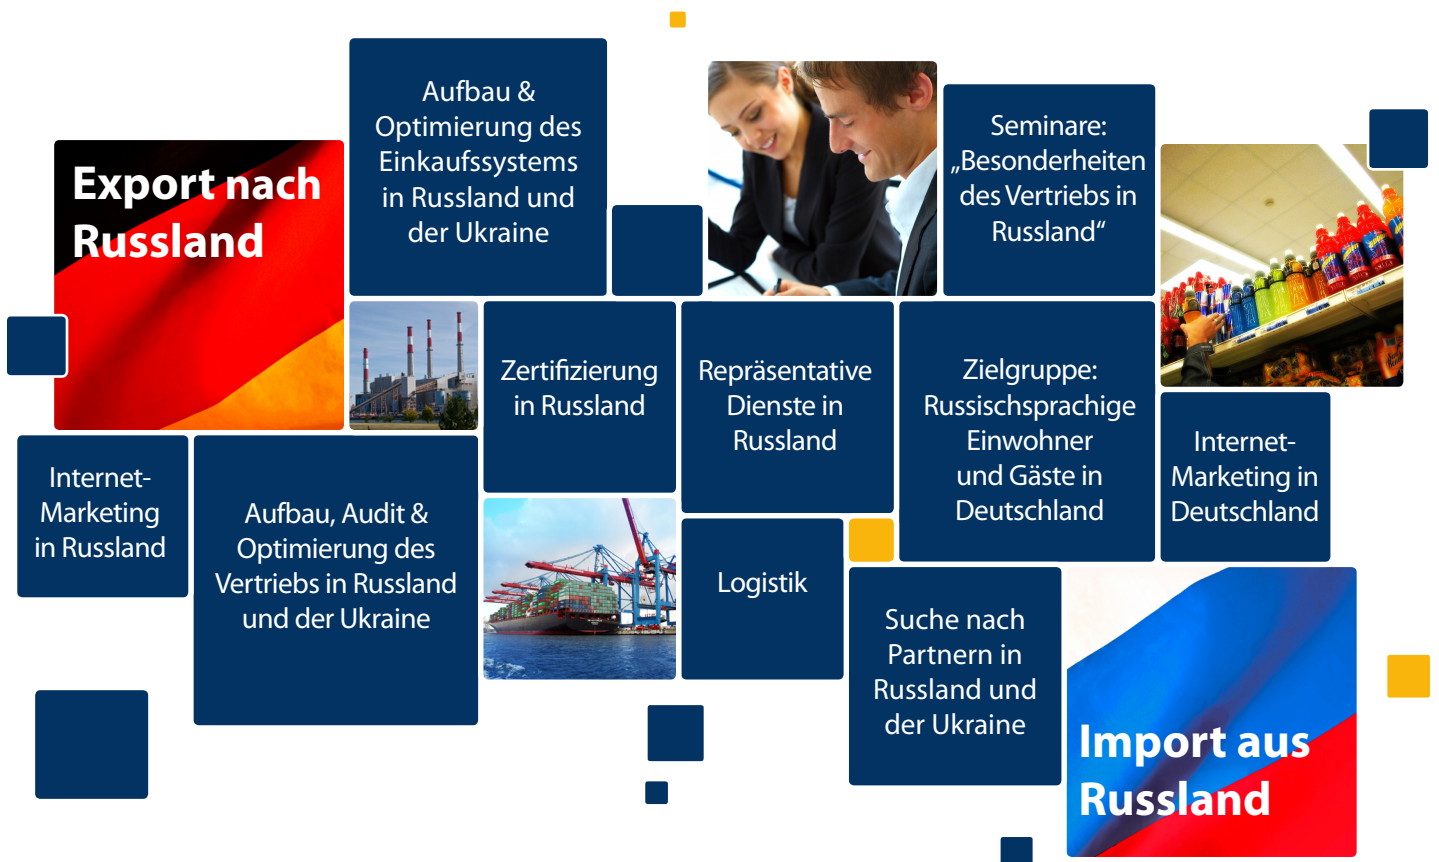 Export nach
Russland
Aufbau &
Optimierung des
Einkaufssystems
in Russland und
der Ukraine
Seminare:
„Besonderheiten
des Vertriebs in
Russland“
Zertifizierung
in Russland
Repräsentative
Dienste in
Russland
Zielgruppe:
Russischsprachige
Einwohner
und Gäste in
Deutschland
Internet-
Marketing in
Deutschland
Internet-
Marketing
in Russland
Aufbau, Audit &
Optimierung des
Vertriebs in Russland
und der Ukraine
Logistik
Suche nach
Partnern in
Russland und
der Ukraine
Import aus
Russland